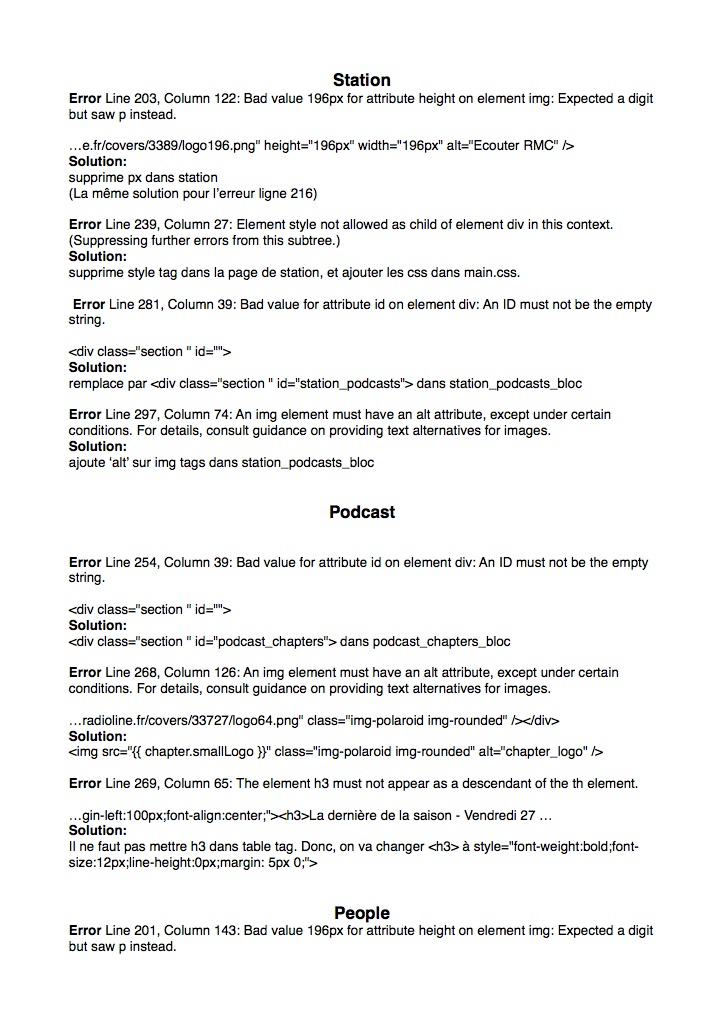 Station
Error Line 203, Column 122: Bad value 196px for attribute height on element img: Expected a digit
but saw p instead.
…e.fr/covers/3389/logo196.png" height="196px" width="196px" alt="Ecouter RMC" />
Solution:
supprime px dans station
(La même solution pour l’erreur ligne 216)
Error Line 239, Column 27: Element style not allowed as child of element div in this context.
(Suppressing further errors from this subtree.)
Solution:
supprime style tag dans la page de station, et ajouter les css dans main.css.
Error Line 281, Column 39: Bad value for attribute id on element div: An ID must not be the empty
string.
<div class="section " id="">
Solution:
remplace par <div class="section " id="station_podcasts"> dans station_podcasts_bloc
Error Line 297, Column 74: An img element must have an alt attribute, except under certain
conditions. For details, consult guidance on providing text alternatives for images.
Solution:
ajoute ‘alt’ sur img tags dans station_podcasts_bloc
Podcast
Error Line 254, Column 39: Bad value for attribute id on element div: An ID must not be the empty
string.
<div class="section " id="">
Solution:
<div class="section " id="podcast_chapters"> dans podcast_chapters_bloc
Error Line 268, Column 126: An img element must have an alt attribute, except under certain
conditions. For details, consult guidance on providing text alternatives for images.
…radioline.fr/covers/33727/logo64.png" class="img-polaroid img-rounded" /></div>
Solution:
<img src="{{ chapter.smallLogo }}" class="img-polaroid img-rounded" alt="chapter_logo" />
Error Line 269, Column 65: The element h3 must not appear as a descendant of the th element.
…gin-left:100px;font-align:center;"><h3>La dernière de la saison - Vendredi 27 …
Solution:
Il ne faut pas mettre h3 dans table tag. Donc, on va changer <h3> à style="font-weight:bold;font-
size:12px;line-height:0px;margin: 5px 0;">
People
Error Line 201, Column 143: Bad value 196px for attribute height on element img: Expected a digit
but saw p instead.